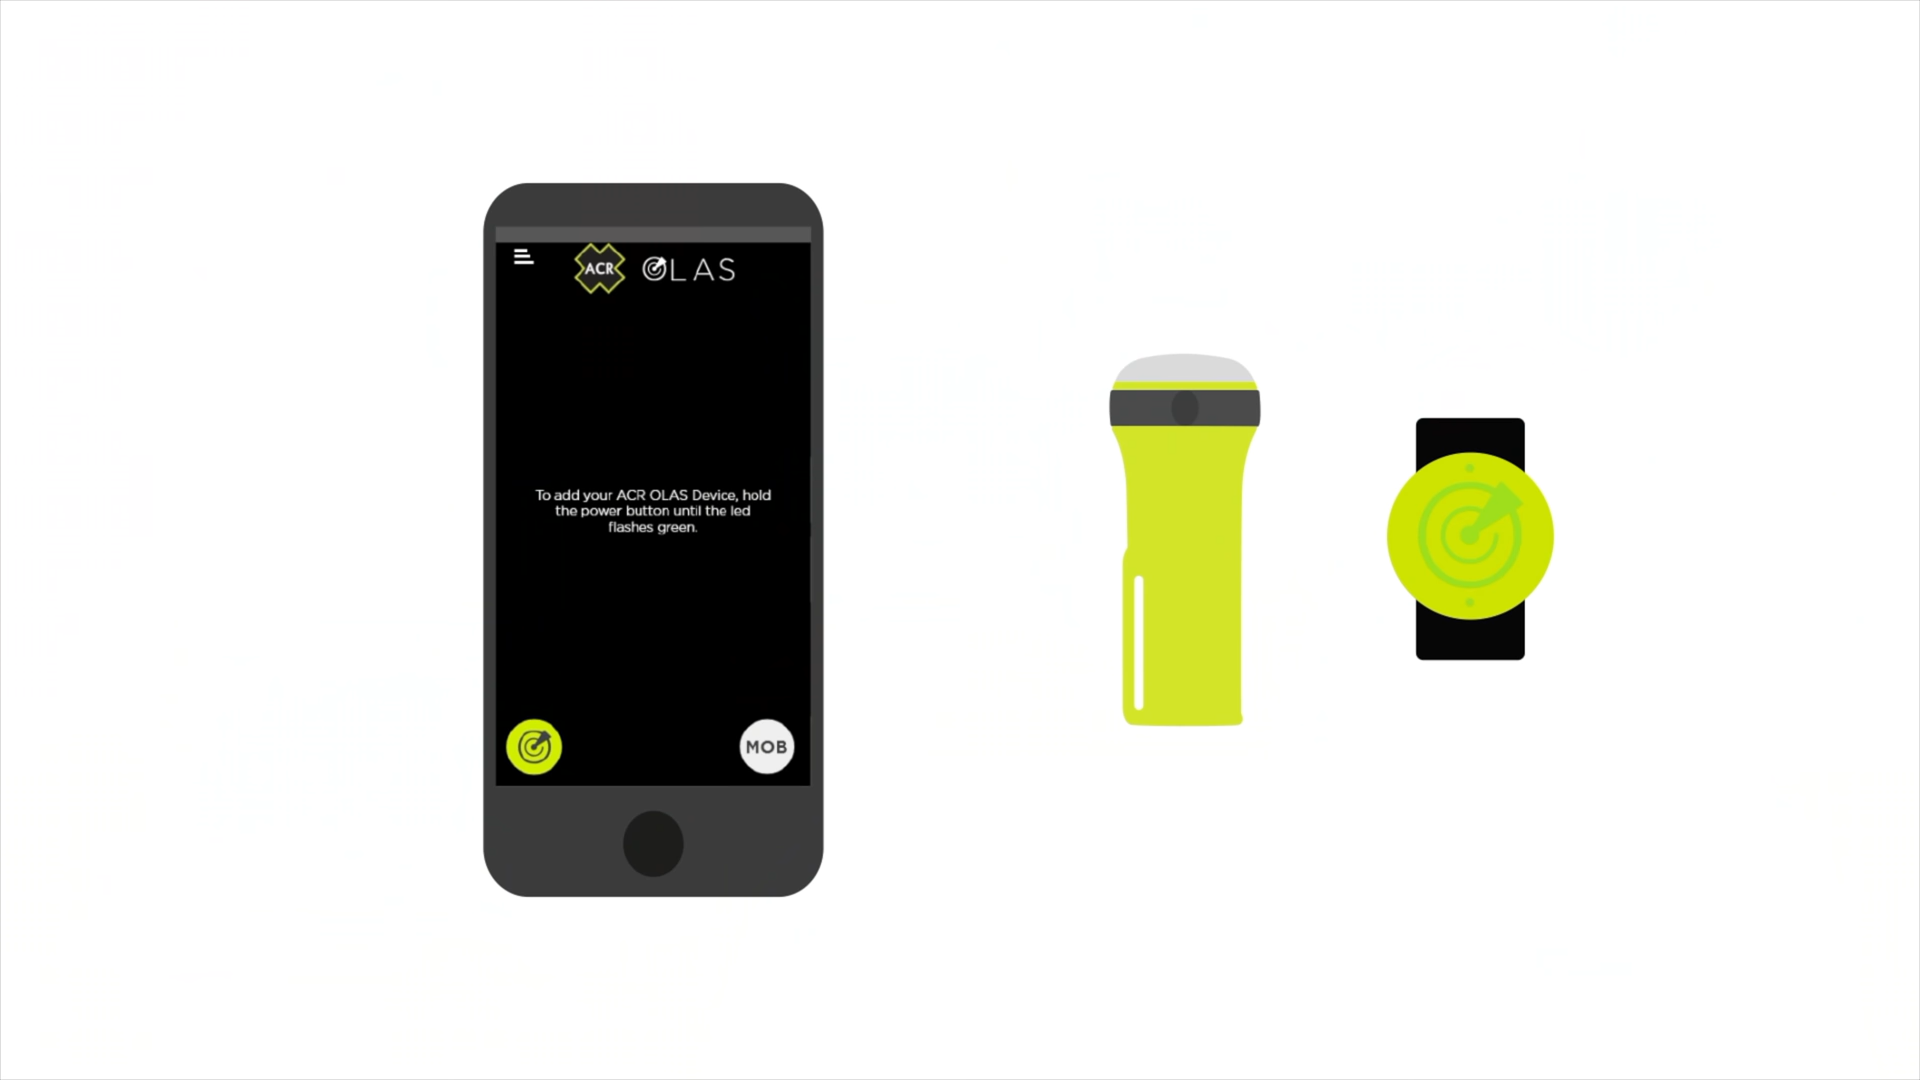 ACR OLAS
To add your ACR OLAS Device, hold
the power button until the led
flashes green.
MOB